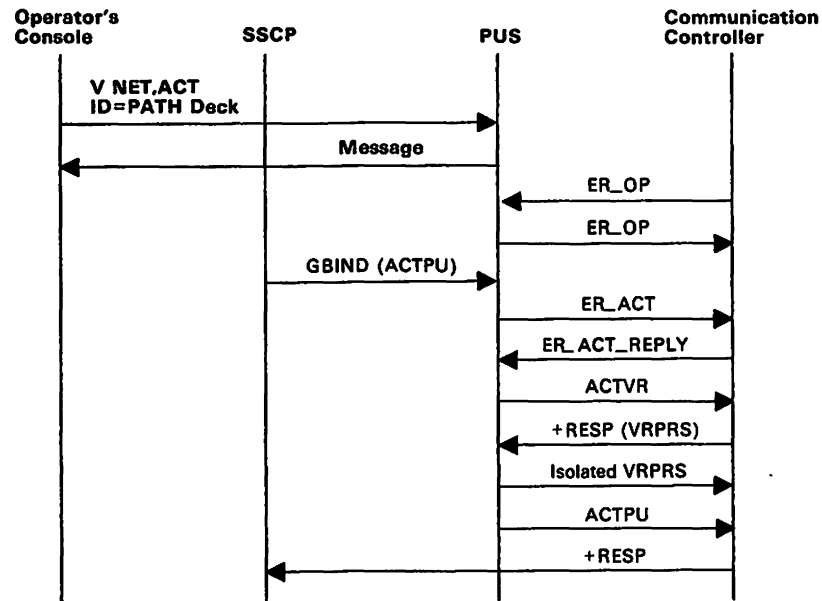 Operator's
Console
SSCP
PUS
Communication
Controller
V NET,ACT
ID=PATH Deck
Message
ER_OP
ER_OP
GBIND (ACTPU)
ER_ACT
ER_ACT_REPLY
ACTVR
+RESP (VRPRS)
Isolated VRPRS
ACTPU
+RESP